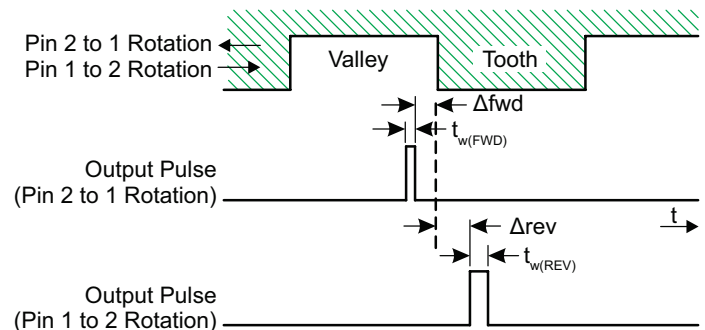 Pin 2 to 1 Rotation
Pin 1 to 2 Rotation
Valley
Tooth
Δfwd
tw(FWD)
Output Pulse
(Pin 2 to 1 Rotation)
t
Δrev
tw(REV)
Output Pulse
(Pin 1 to 2 Rotation)